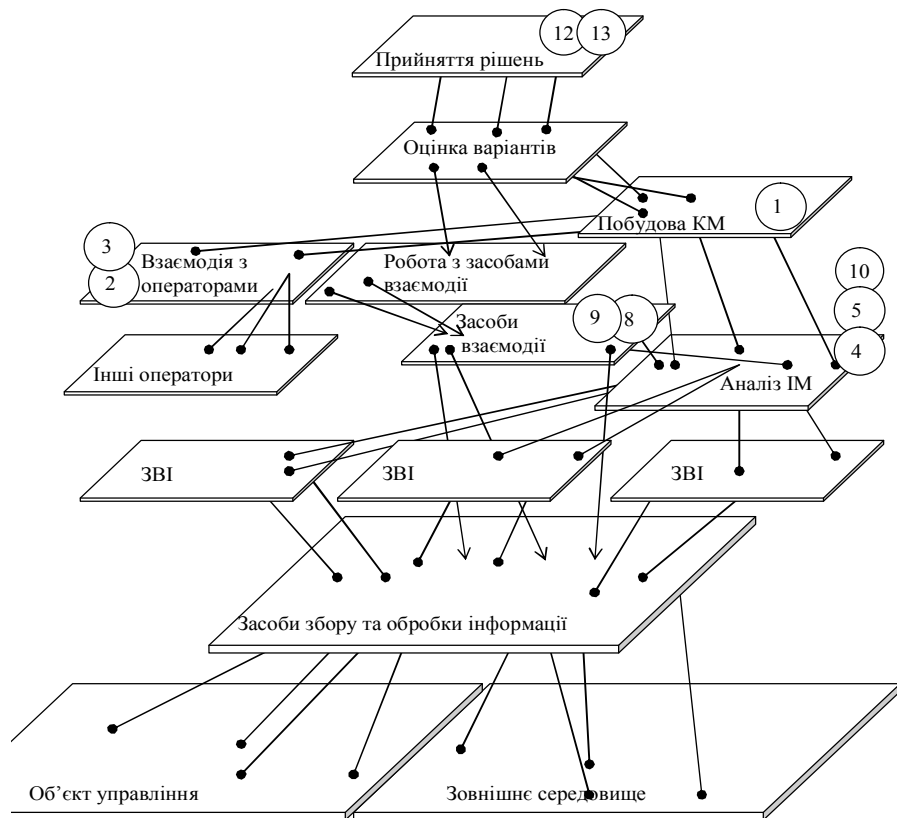 12 13
Прийняття рішень
Оцінка варіантів
1
Побудова КМ
3
Взаємодія з
2 операторами
Робота з засобами
взаємодії
10
Засоби
взаємодії
9 8
5
4
Інші оператори
Аналіз ІМ
ЗВІ
ЗВІ
ЗВІ
Засоби збору та обробки інформації
Об’єкт управління
Зовнішнє середовище